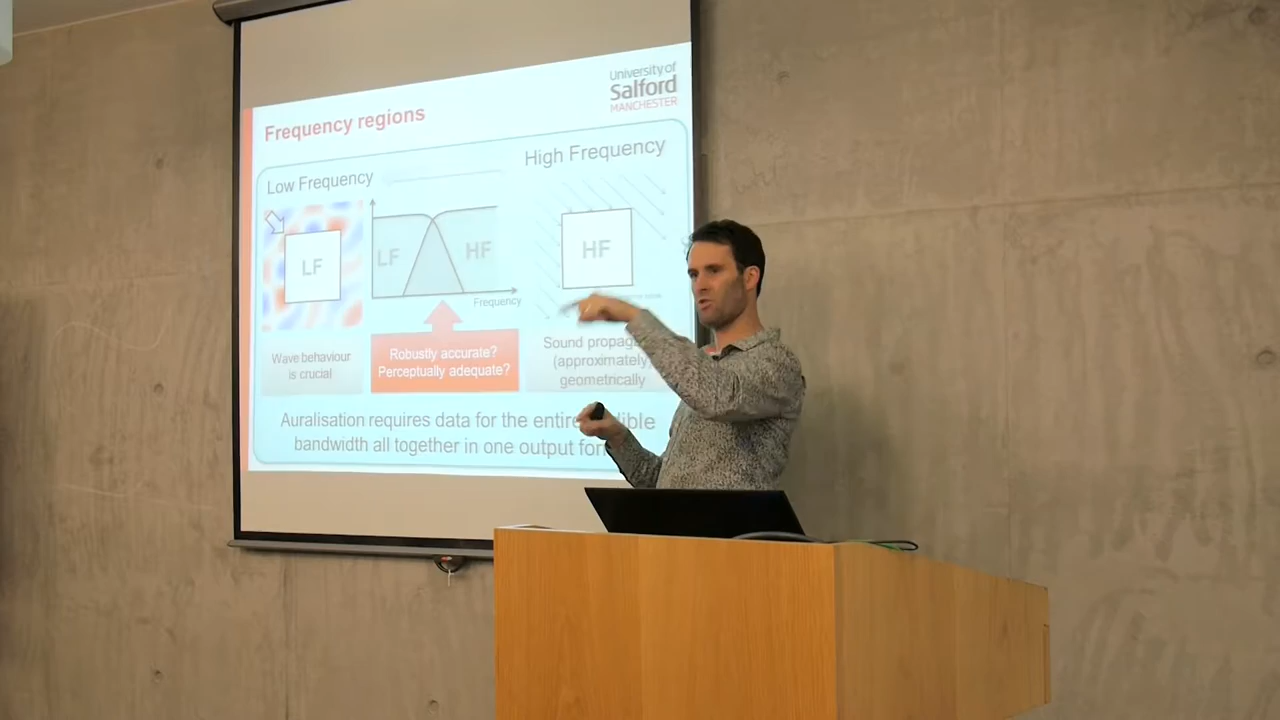 University of
Salford
MANCHESTER
Frequency regions
Low Frequency
High Frequency
LF
LF
HF
HF
Frequency
Wave behaviour
is crucial
Robustly accurate?
Perceptually adequate?
Sound
(approximately)
geometrically
Auralisation requires data for the entire
bandwidth all together in one output